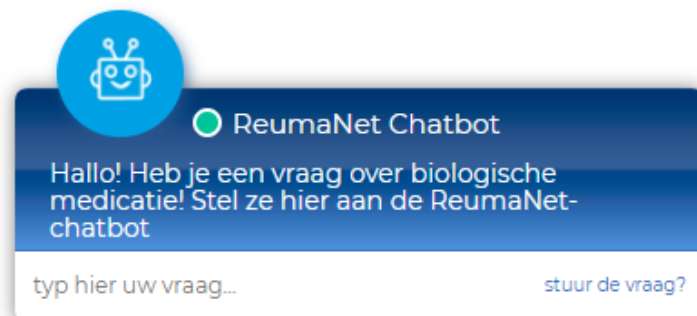 ReumaNet Chatbot
Hallo! Heb je een vraag over biologische
medicatie! Stel ze hier aan de ReumaNet-
chatbot
typ hier uw vraag...
stuur de vraag?